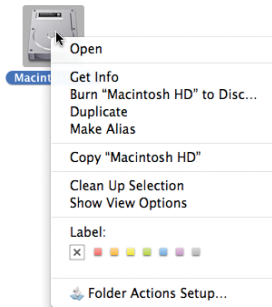 Macint
Open
Get Info
Burn “Macintosh HD” to Disc...
Duplicate
Make Alias
Copy “Macintosh HD”
Clean Up Selection
Show View Options
Label:
Folder Actions Setup...